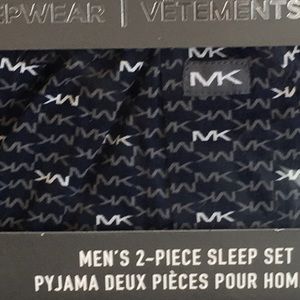 EPWEAR | VÊTEMENTS
MK
MEN'S 2-PIECE SLEEP SET
PYJAMA DEUX PIÈCES POUR HOM